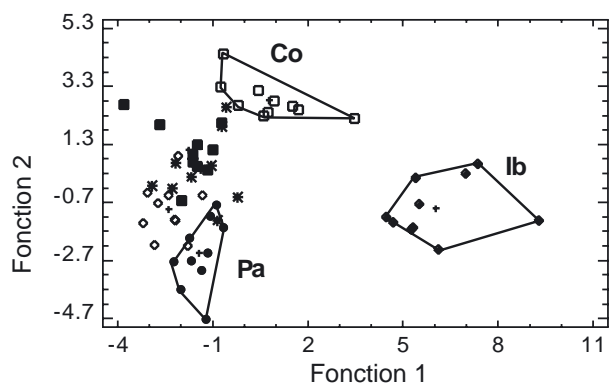 5.3
3.3
1.3
-0.7
-2.7
-4.7
Fonction 2
Co
Ib
Pa
-4 -1 2 5 8 11
Fonction 1